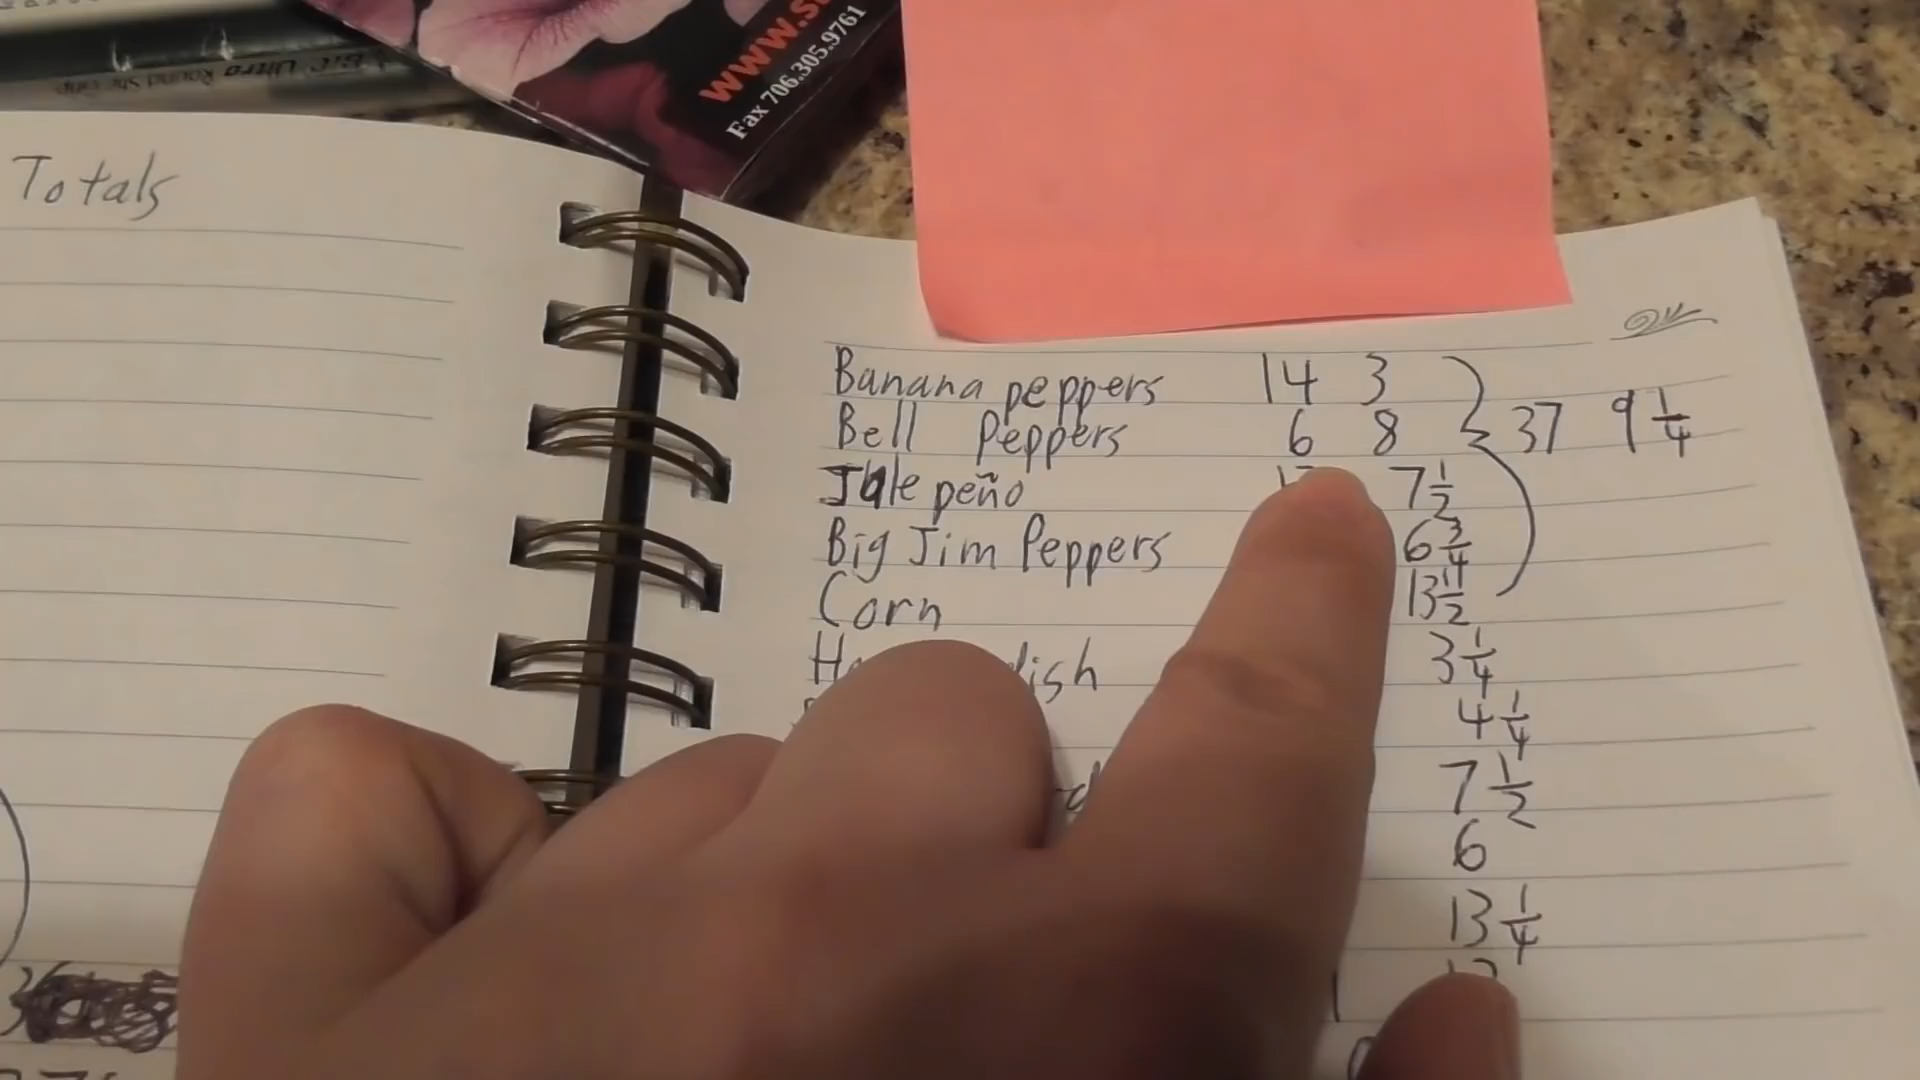 BIC Ultra Round Stic Grip
www.s
Fax 706.305.9761
Totals
Banana peppers 14 3
Bell Peppers 6 8 37 9 1/4
Jalepeño 7 1/2
Big Jim Peppers 6 3/4
Corn 13 1/2
3 1/4
4 1/4
7 1/2
6
13 1/4